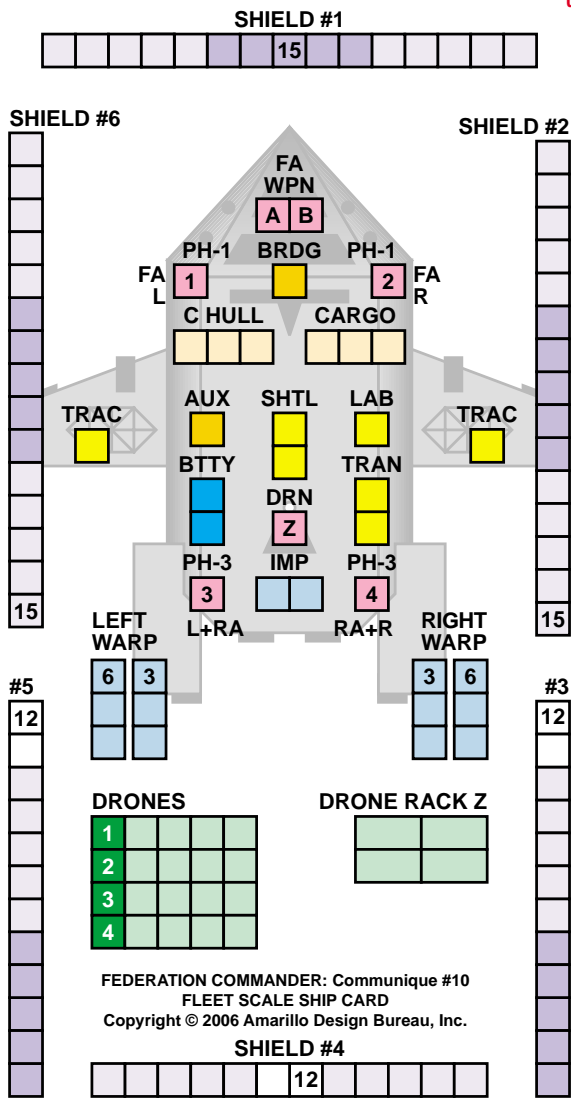 SHIELD #1
15
SHIELD #6
SHIELD #2
FA
WPN
A B
PH-1 BRDG PH-1
FA 1 2 FA
L R
C HULL CARGO
AUX SHTL LAB
TRAC TRAC
BTTY TRAN
DRN
Z
PH-3 IMP PH-3
3 4
L+RA RA+R
15 15
LEFT
WARP
RIGHT
WARP
6 3 3 6
#5 #3
12 12
DRONES DRONE RACK Z
1
2
3
4
FEDERATION COMMANDER: Communique #10
FLEET SCALE SHIP CARD
Copyright © 2006 Amarillo Design Bureau, Inc.
SHIELD #4
12